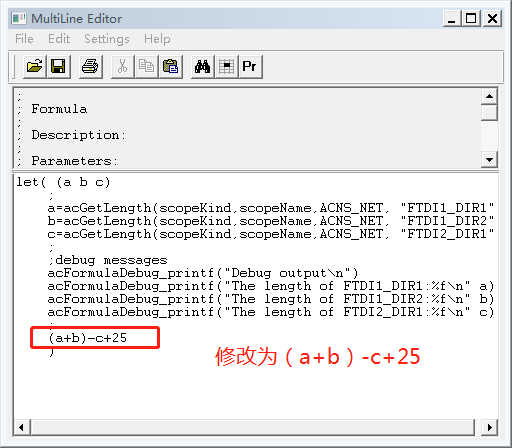 MultiLine Editor
File Edit Settings Help
Pr
;
; Formula
;
; Description:
;
; Parameters:
let( (a b c)
;
a=acGetLength(scopeKind,scopeName,ACNS_NET, "FTDI1_DIR1"
b=acGetLength(scopeKind,scopeName,ACNS_NET, "FTDI1_DIR2"
c=acGetLength(scopeKind,scopeName,ACNS_NET, "FTDI2_DIR1"
;
;debug messages
acFormulaDebug_printf("Debug output\n")
acFormulaDebug_printf("The length of FTDI1_DIR1:%f\n" a)
acFormulaDebug_printf("The length of FTDI1_DIR2:%f\n" b)
acFormulaDebug_printf("The length of FTDI2_DIR1:%f\n" c)
;
(a+b)-c+25
)
修改为（a+b）-c+25